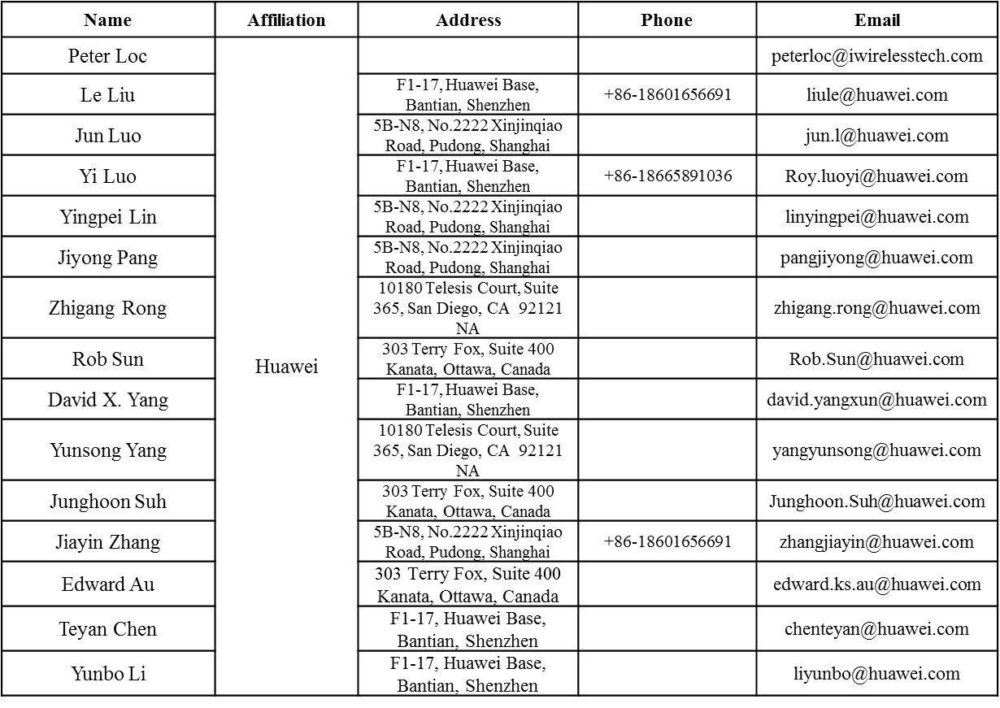 Name Affiliation Address Phone Email
Peter Loc peterloc@iwirelesstech.com
F1-17, Huawei Base,
Le Liu +86-18601656691 liule@huawei.com
Bantian, Shenzhen
5B-N8, No.2222 Xinjinqiao
Jun Luo jun.l@huawei.com
Road, Pudong, Shanghai
F1-17, Huawei Base,
Yi Luo +86-18665891036 Roy.luoyi@huawei.com
Bantian, Shenzhen
5B-N8, No.2222 Xinjinqiao
Yingpei Lin linyingpei@huawei.com
Road, Pudong, Shanghai
5B-N8, No.2222 Xinjinqiao
Jiyong Pang pangjiyong@huawei.com
Road, Pudong, Shanghai
10180 Telesis Court, Suite
Zhigang Rong 365, San Diego, CA 92121 zhigang.rong@huawei.com
NA
303 Terry Fox, Suite 400
Rob Sun Rob.Sun@huawei.com
Huawei
Kanata, Ottawa, Canada
F1-17, Huawei Base,
David X. Yang david.yangxun@huawei.com
Bantian, Shenzhen
10180 Telesis Court, Suite
Yunsong Yang 365, San Diego, CA 92121 yangyunsong@huawei.com
NA
303 Terry Fox, Suite 400
Junghoon Suh Junghoon.Suh@huawei.com
Kanata, Ottawa, Canada
5B-N8, No.2222 Xinjinqiao
Jiayin Zhang +86-18601656691 zhangjiayin@huawei.com
Road, Pudong, Shanghai
303 Terry Fox, Suite 400
Edward Au edward.ks.au@huawei.com
Kanata, Ottawa, Canada
F1-17, Huawei Base,
Teyan Chen chenteyan@huawei.com
Bantian, Shenzhen
F1-17, Huawei Base,
Yunbo Li liyunbo@huawei.com
Bantian, Shenzhen